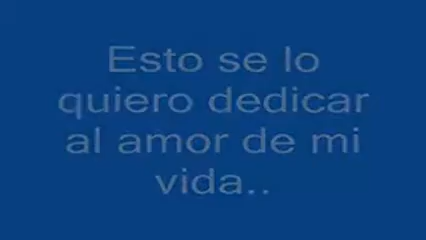 Esto se lo
quiero dedicar
al amor de mi
vida..